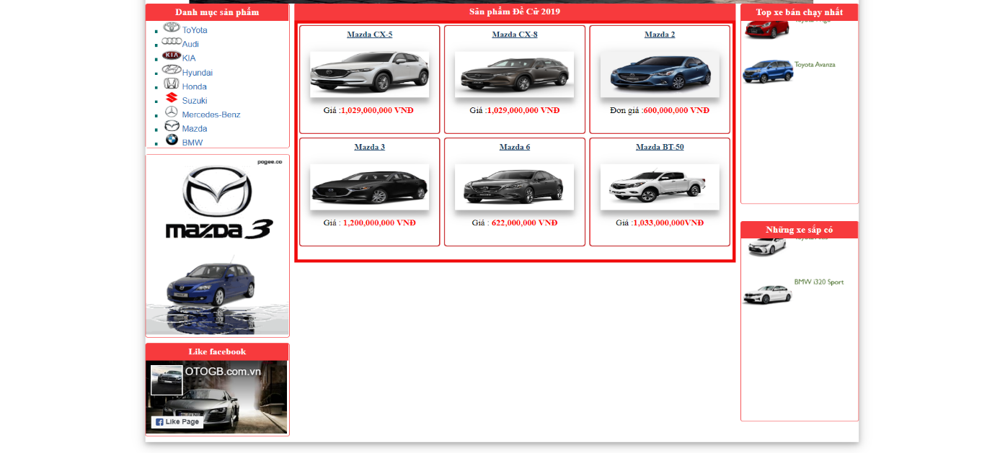 Danh mục sản phẩm
ToYota
Audi
KIA
KIA
Hyundai
Honda
Suzuki
Mercedes-Benz
Mazda
BMW
pogee.co
mazda 3
Like facebook
OTOGB.com.vn
Like Page
Sản phẩm Đề Cử 2019
Mazda CX-5
Giá :1,029,000,000 VNĐ
Mazda CX-8
Giá :1,029,000,000 VNĐ
Mazda 2
Đơn giá :600,000,000 VNĐ
Mazda 3
Giá : 1,200,000,000 VNĐ
Mazda 6
Giá : 622,000,000 VNĐ
Mazda BT-50
Giá :1,033,000,000VNĐ
Top xe bán chạy nhất
Toyota Avanza
Những xe sắp có
BMW i320 Sport